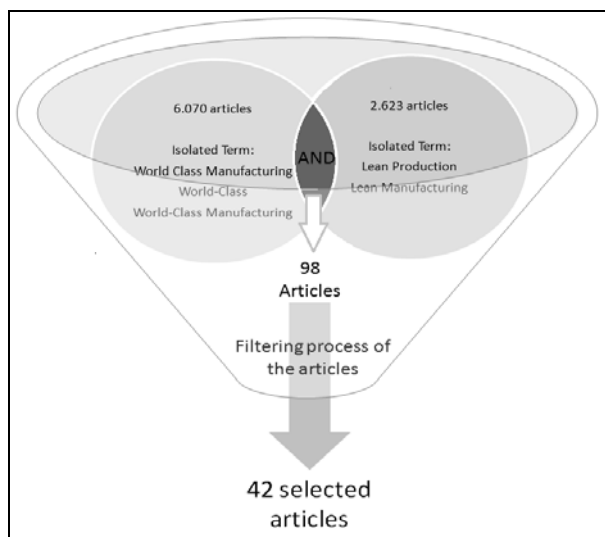 6.070 articles
Isolated Term:
World Class Manufacturing
World-Class
World-Class Manufacturing
2.623 articles
Isolated Term:
Lean Production
Lean Manufacturing
AND
98
Articles
Filtering process of
the articles
42 selected
articles